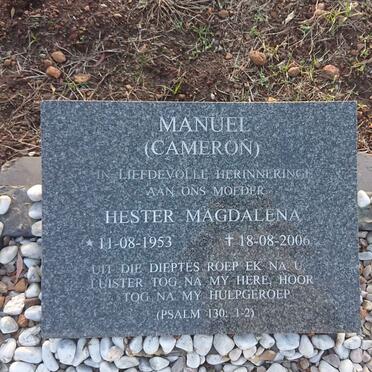 MANUEL
(CAMERON)
IN LIEFDEVOLLE HERINNERINGE
AAN ONS MOEDER
HESTER MAGDALENA
* 11-08-1953 † 18-08-2006
UIT DIE DIEPTES ROEP EK NA U
LUISTER TOG NA MY HERE, HOOR
TOG NA MY HULPGEROEP
(PSALM 130: 1-2)